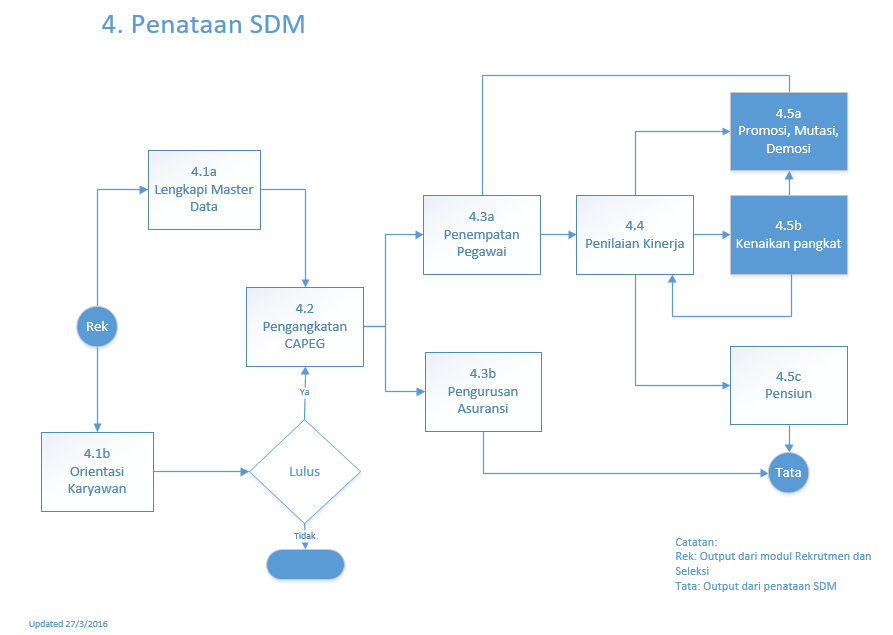 4. Penataan SDM
4.1a
Lengkapi Master
Data
Rek
4.1b
Orientasi
Karyawan
4.2
Pengangkatan
CAPEG
Ya
Lulus
Tidak
4.3a
Penempatan
Pegawai
4.3b
Pengurusan
Asuransi
4.4
Penilaian Kinerja
4.5a
Promosi, Mutasi,
Demosi
4.5b
Kenaikan pangkat
4.5c
Pensiun
Tata
Catatan:
Rek: Output dari modul Rekrutmen dan
Seleksi
Tata: Output dari penataan SDM
Updated 27/3/2016